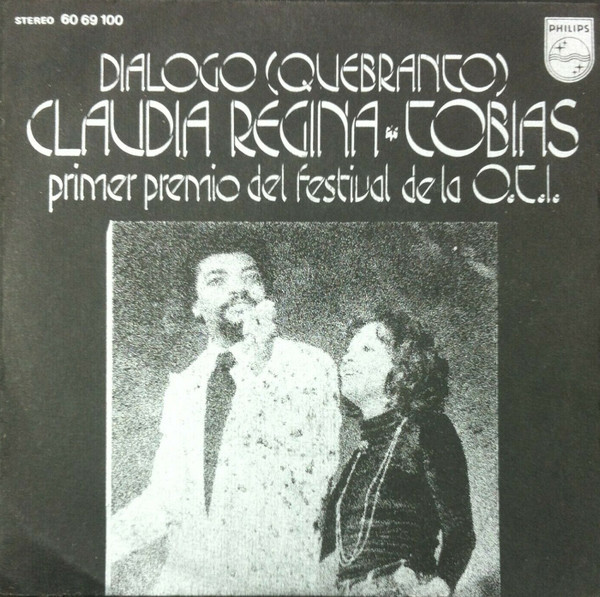 STEREO 60 69 100
PHILIPS
DIALOGO (QUEBRANTO)
CLAUDIA REGINA * TOBIAS
primer premio del festival de la O.T.I.